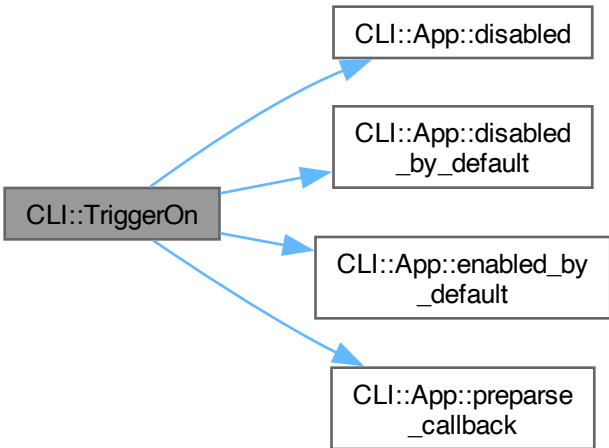 CLI::App::disabled
CLI::App::disabled
_by_default
CLI::TriggerOn
CLI::App::enabled_by
_default
CLI::App::preparse
_callback